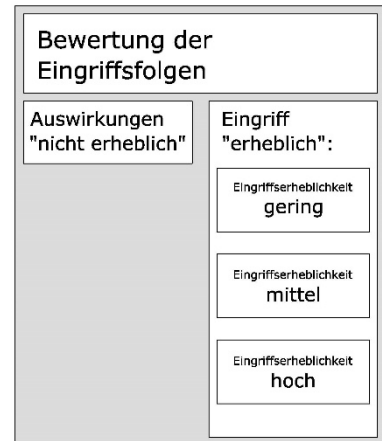 Bewertung der
Eingriffsfolgen
Auswirkungen
"nicht erheblich"
Eingriff
"erheblich":
Eingriffserheblichkeit
gering
Eingriffserheblichkeit
mittel
Eingriffserheblichkeit
hoch